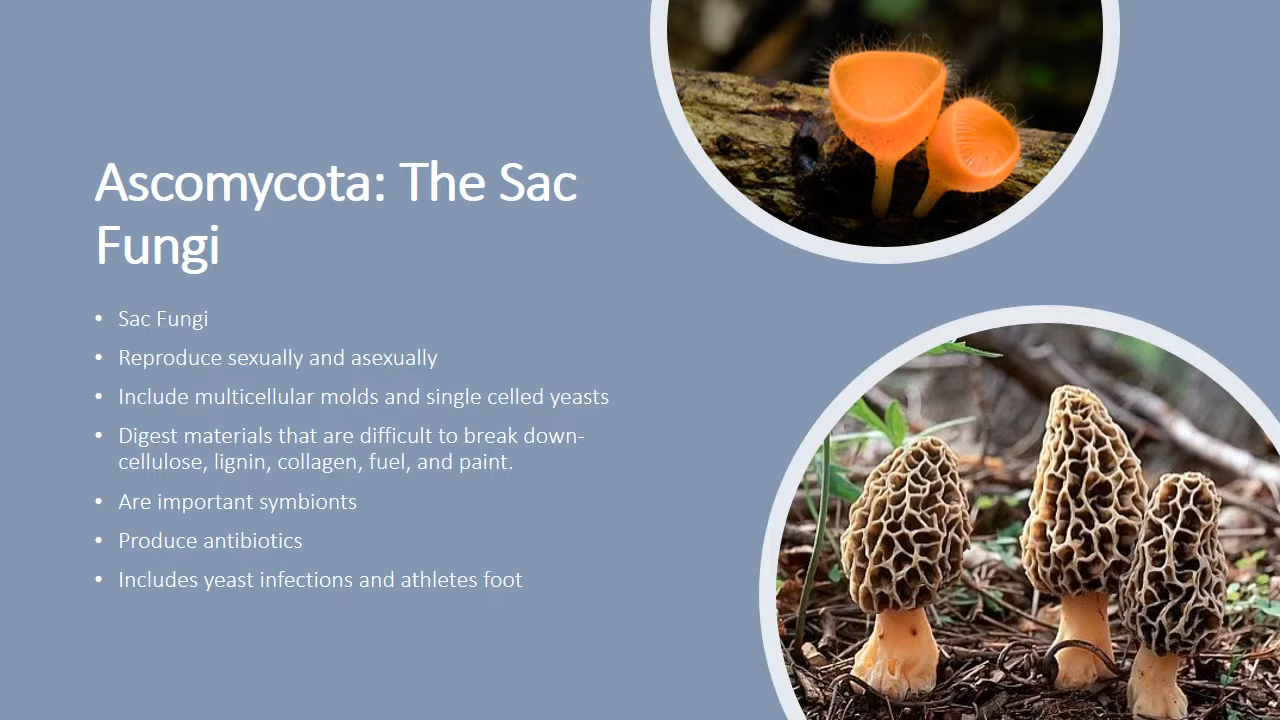 Ascomycota: The Sac
Fungi
• Sac Fungi
• Reproduce sexually and asexually
• Include multicellular molds and single celled yeasts
• Digest materials that are difficult to break down-
cellulose, lignin, collagen, fuel, and paint.
• Are important symbionts
• Produce antibiotics
• Includes yeast infections and athletes foot